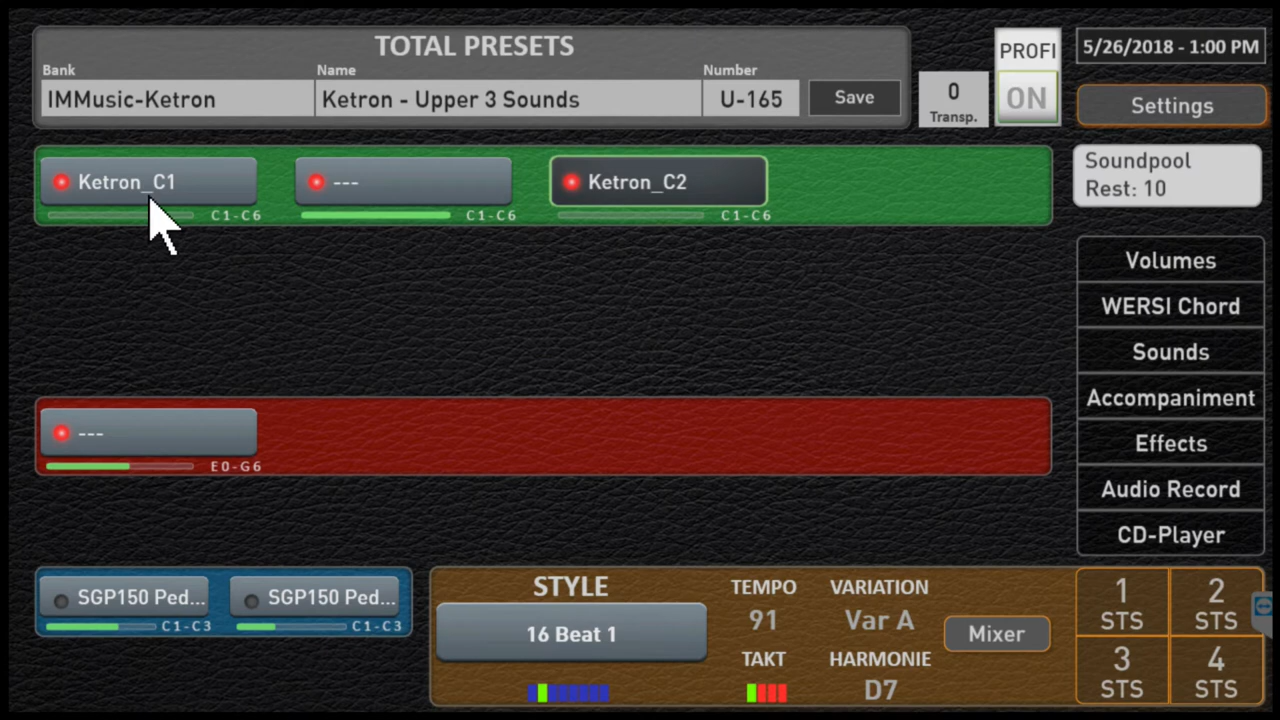 TOTAL PRESETS
Bank
Name
Number
IMMusic-Ketron
Ketron - Upper 3 Sounds
U-165
Save
0
Transp.
PROFI
ON
5/26/2018 - 1:00 PM
Settings
Ketron_C1
---
Ketron_C2
C1-C6
C1-C6
C1-C6
Soundpool
Rest: 10
Volumes
WERSI Chord
Sounds
Accompaniment
Effects
Audio Record
CD-Player
---
E0-G6
SGP150 Ped...
SGP150 Ped...
C1-C3
C1-C3
STYLE
16 Beat 1
TEMPO
91
TAKT
VARIATION
Var A
HARMONIE
D7
Mixer
1
STS
2
STS
3
STS
4
STS